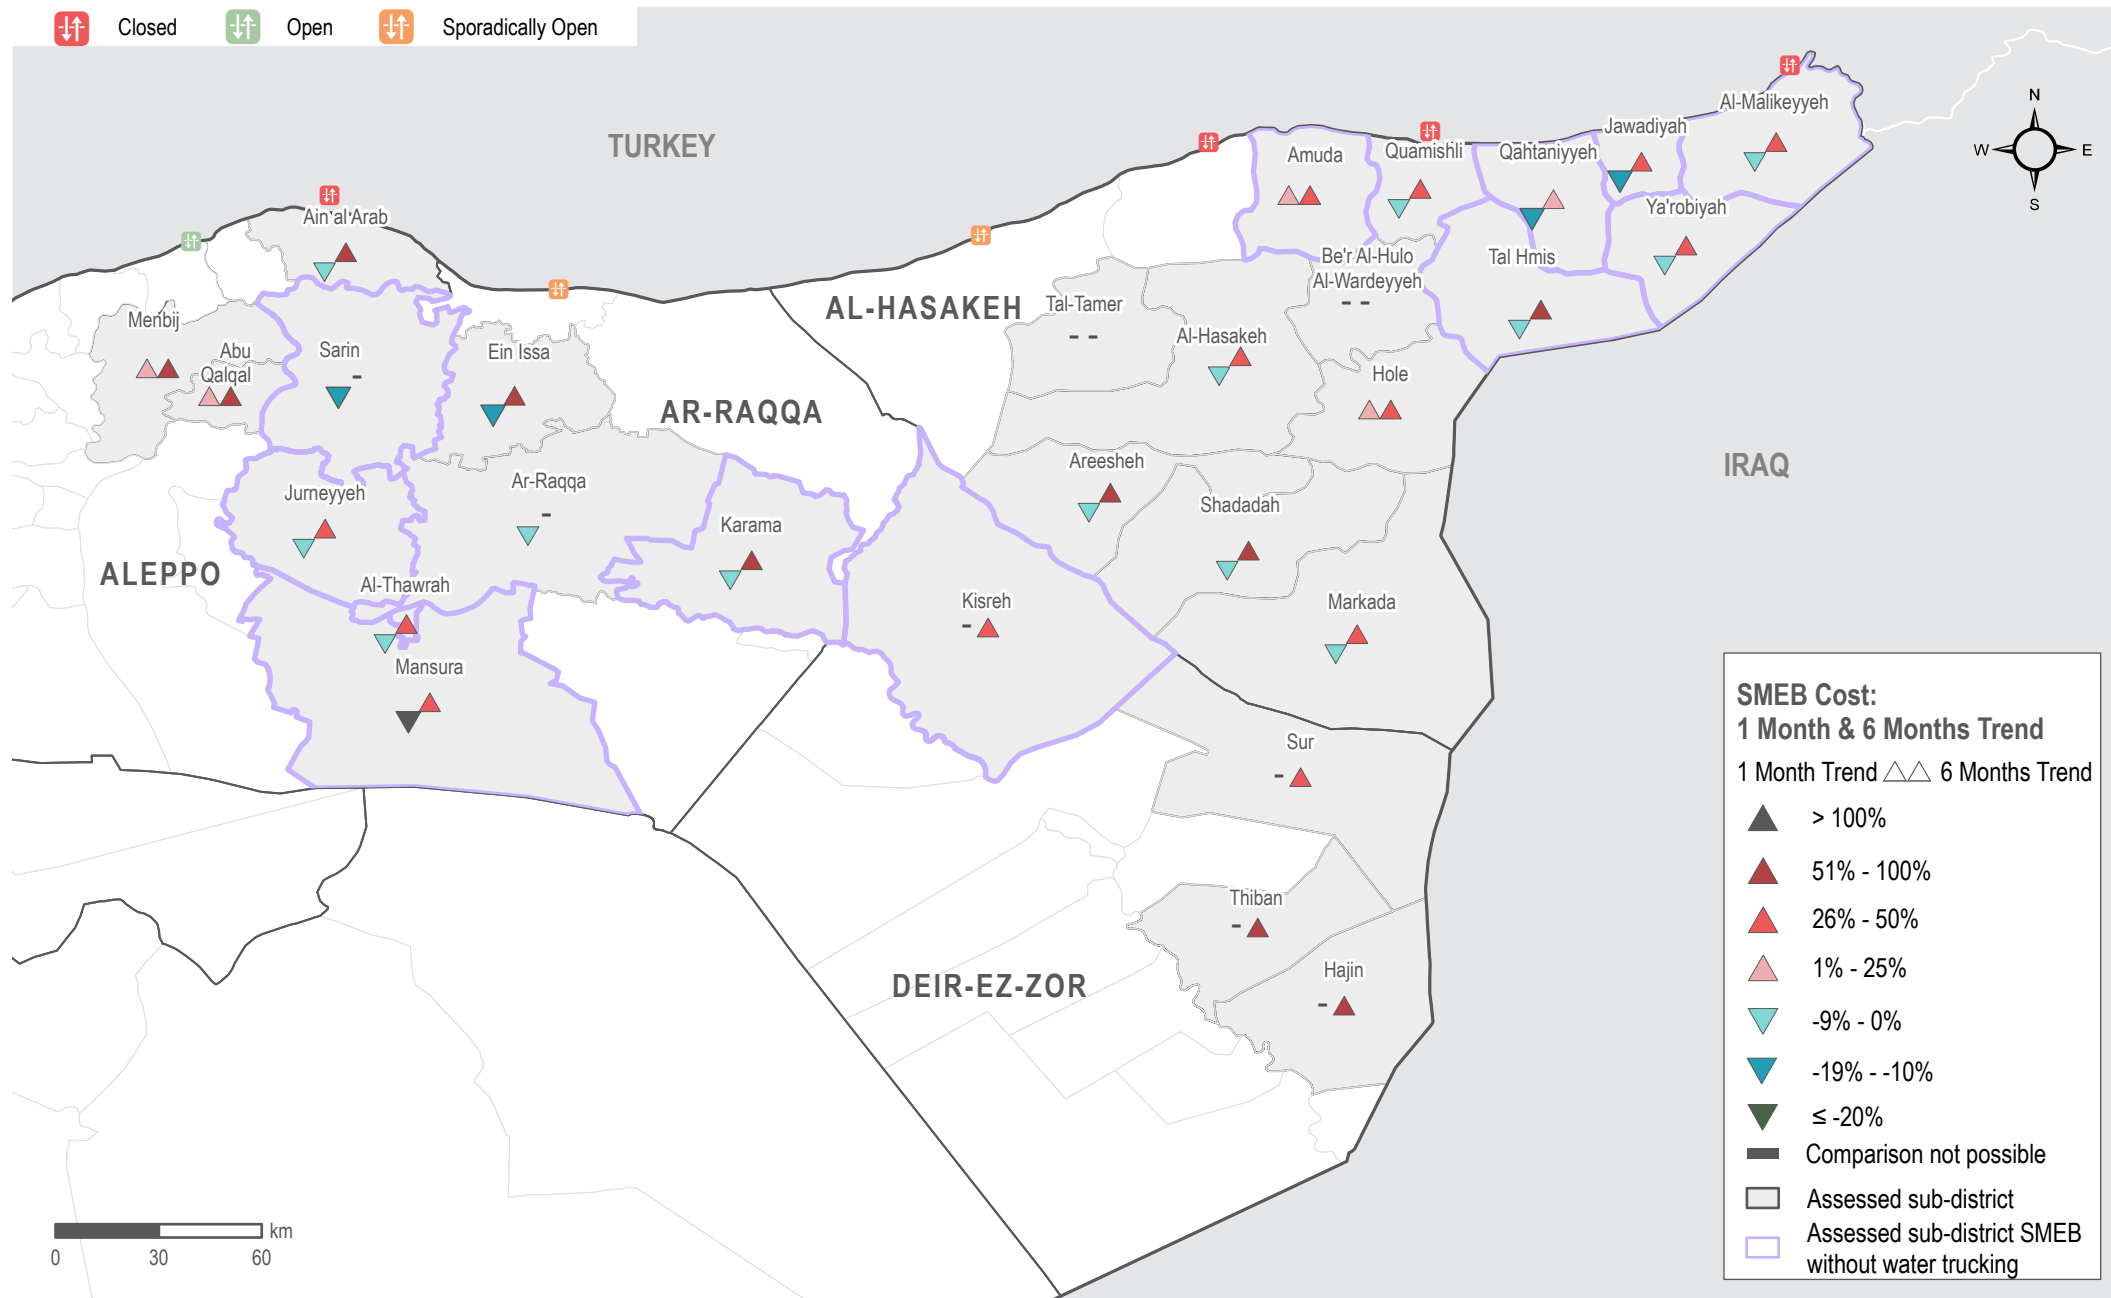 Closed
Open
Sporadically Open
TURKEY
N
W
E
S
Al-Malikeyyeh
Jawadiyah
Qahtaniyyeh
Quamishli
Amuda
Ya'robiyah
Ain al Arab
Be'r Al-Hulo
Al-Wardeyyeh
- -
Tal Hmis
AL-HASAKEH
Tal-Tamer
- -
Al-Hasakeh
Menbij
Abu
Qalqal
Sarin
-
Ein Issa
AR-RAQQA
Hole
IRAQ
Areesheh
Ar-Raqqa
-
Jurneyyeh
Shadadah
Karama
ALEPPO
Al-Thawrah
Kisreh
-
Markada
Mansura
Sur
-
Thiban
-
Hajin
-
DEIR-EZ-ZOR
SMEB Cost:
1 Month & 6 Months Trend
1 Month Trend
6 Months Trend
> 100%
51% - 100%
26% - 50%
1% - 25%
-9% - 0%
-19% - -10%
≤ -20%
Comparison not possible
Assessed sub-district
Assessed sub-district SMEB
without water trucking
km
0
30
60